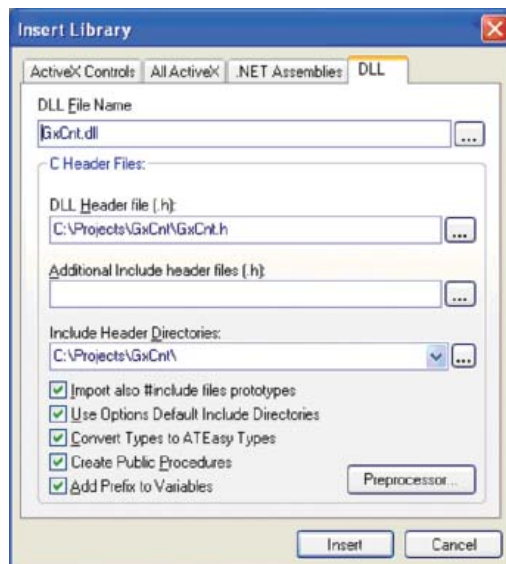 Insert Library
ActiveX Controls All ActiveX .NET Assemblies DLL
DLL File Name
GxCnt.dll
...
C Header Files:
DLL Header file (.h):
C:\Projects\GxCnt\GxCnt.h
...
Additional Include header files (.h):
...
Include Header Directories:
C:\Projects\GxCnt\
...
Import also #include files prototypes
Use Options Default Include Directories
Convert Types to ATEasy Types
Create Public Procedures
Add Prefix to Variables
Preprocessor...
Insert Cancel